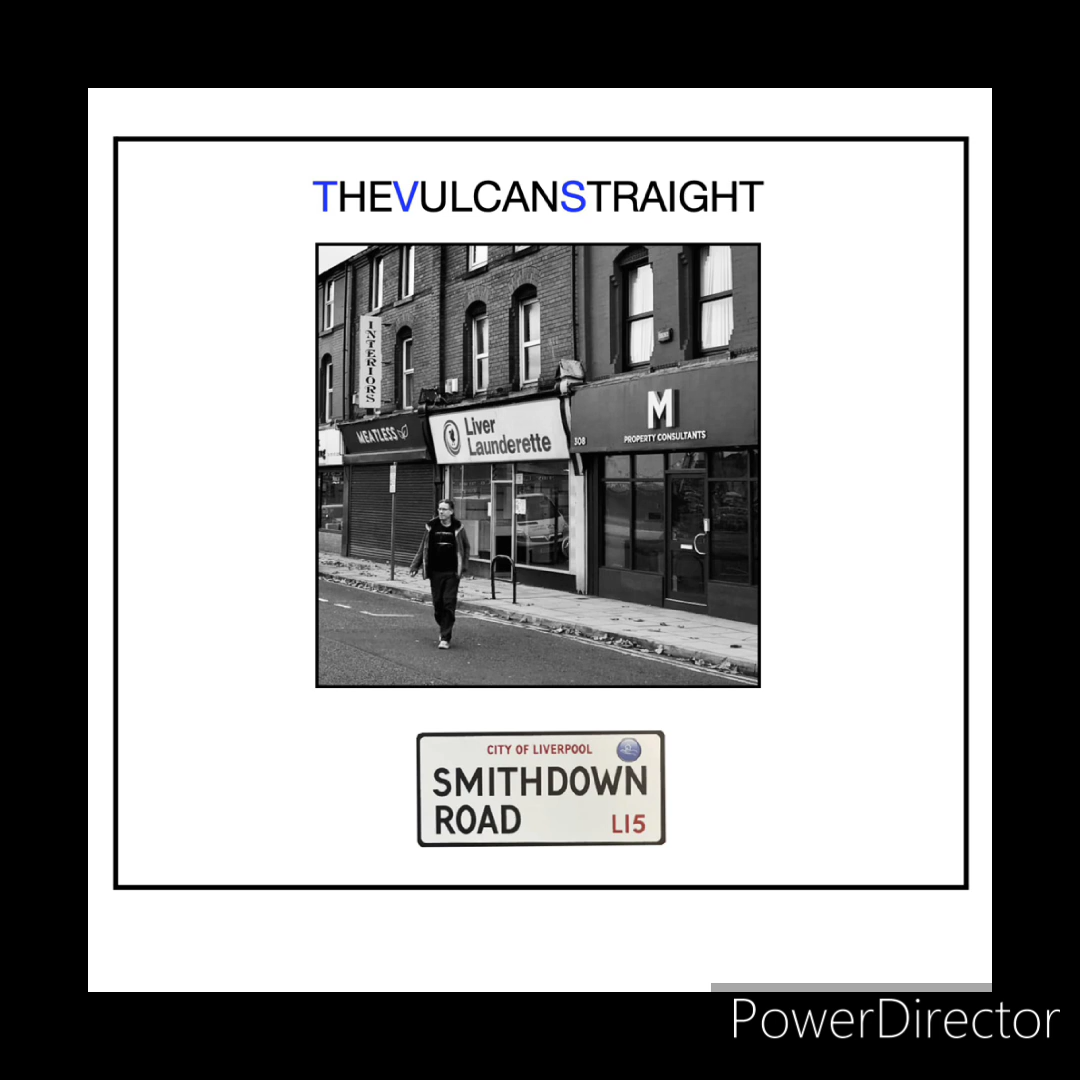 THEVULCANSTRAIGHT
INTERIORS
MEATLESS
Liver
Launderette
M
PROPERTY CONSULTANTS
308
CITY OF LIVERPOOL
SMITHDOWN
ROAD
L15
PowerDirector